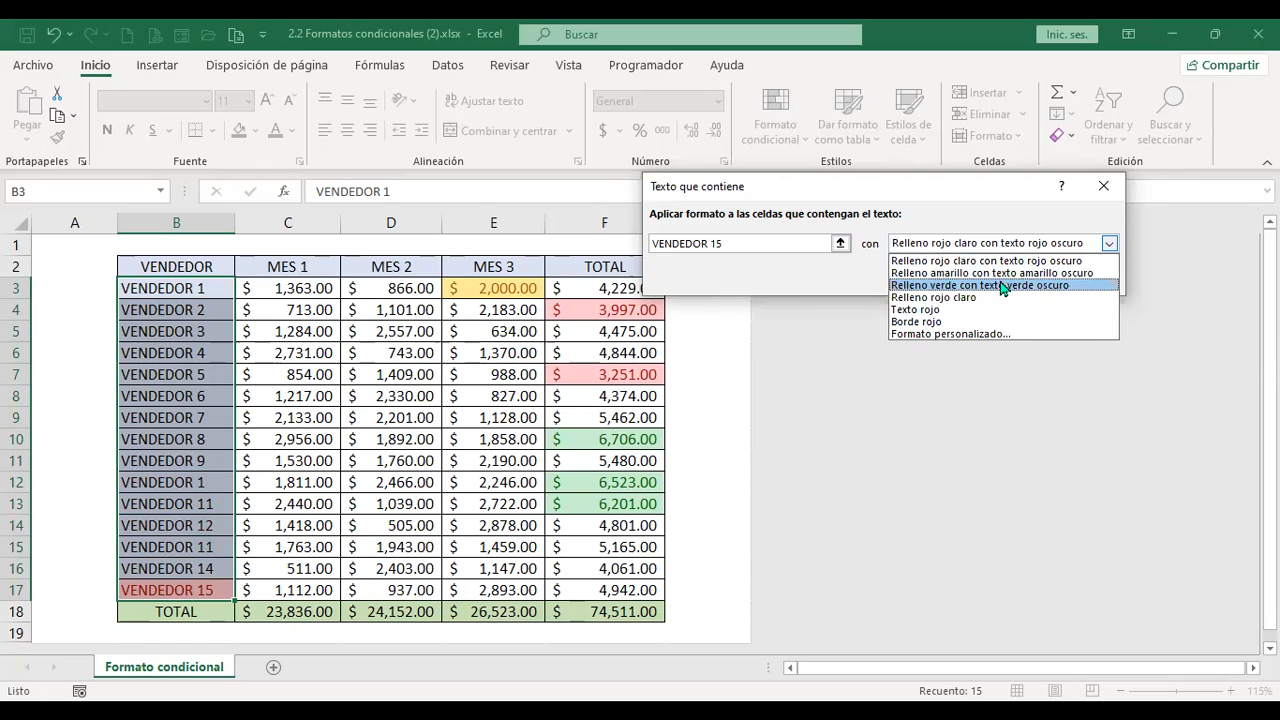 2.2 Formatos condicionales (2).xlsx - Excel
Buscar
Inic. ses.
Archivo Inicio Insertar Disposición de página Fórmulas Datos Revisar Vista Programador Ayuda
Compartir
Pegar
11
N K S
Ajustar texto
Combinar y centrar
General
$ % 000
Formato condicional
Dar formato como tabla
Estilos de celda
Insertar
Eliminar
Formato
Ordenar y filtrar
Buscar y seleccionar
Portapapeles Fuente Alineación Número Estilos Celdas Edición
B3 fx VENDEDOR 1
Texto que contiene ?
Aplicar formato a las celdas que contengan el texto:
VENDEDOR 15 con Relleno rojo claro con texto rojo oscuro
Relleno rojo claro con texto rojo oscuro
Relleno amarillo con texto amarillo oscuro
Relleno verde con texto verde oscuro
Relleno rojo claro
Texto rojo
Borde rojo
Formato personalizado...
A B C D E F
1
2 VENDEDOR MES 1 MES 2 MES 3 TOTAL
3 VENDEDOR 1 $ 1,363.00 $ 866.00 $ 2,000.00 $ 4,229.00
4 VENDEDOR 2 $ 713.00 $ 1,101.00 $ 2,183.00 $ 3,997.00
5 VENDEDOR 3 $ 1,284.00 $ 2,557.00 $ 634.00 $ 4,475.00
6 VENDEDOR 4 $ 2,731.00 $ 743.00 $ 1,370.00 $ 4,844.00
7 VENDEDOR 5 $ 854.00 $ 1,409.00 $ 988.00 $ 3,251.00
8 VENDEDOR 6 $ 1,217.00 $ 2,330.00 $ 827.00 $ 4,374.00
9 VENDEDOR 7 $ 2,133.00 $ 2,201.00 $ 1,128.00 $ 5,462.00
10 VENDEDOR 8 $ 2,956.00 $ 1,892.00 $ 1,858.00 $ 6,706.00
11 VENDEDOR 9 $ 1,530.00 $ 1,760.00 $ 2,190.00 $ 5,480.00
12 VENDEDOR 1 $ 1,811.00 $ 2,466.00 $ 2,246.00 $ 6,523.00
13 VENDEDOR 11 $ 2,440.00 $ 1,039.00 $ 2,722.00 $ 6,201.00
14 VENDEDOR 12 $ 1,418.00 $ 505.00 $ 2,878.00 $ 4,801.00
15 VENDEDOR 11 $ 1,763.00 $ 1,943.00 $ 1,459.00 $ 5,165.00
16 VENDEDOR 14 $ 511.00 $ 2,403.00 $ 1,147.00 $ 4,061.00
17 VENDEDOR 15 $ 1,112.00 $ 937.00 $ 2,893.00 $ 4,942.00
18 TOTAL $ 23,836.00 $ 24,152.00 $ 26,523.00 $ 74,511.00
19
Formato condicional
Listo Recuento: 15 115%